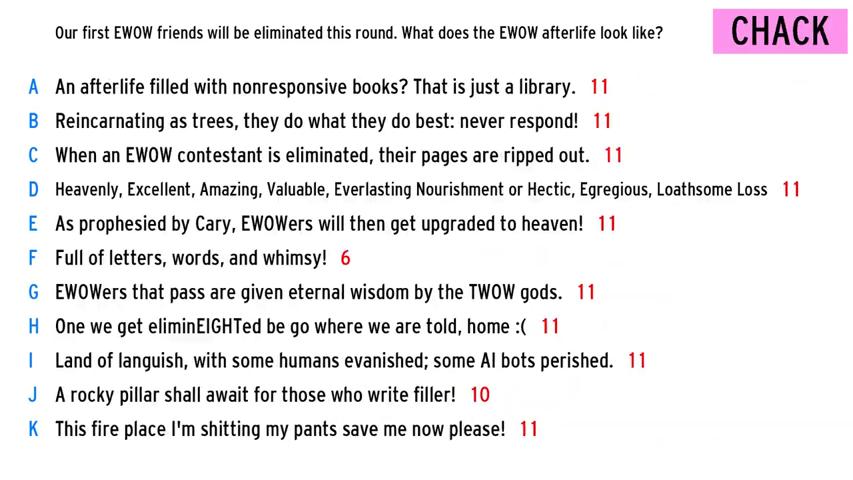 Our first EWOW friends will be eliminated this round. What does the EWOW afterlife look like?
CHACK
A An afterlife filled with nonresponsive books? That is just a library. 11
B Reincarnating as trees, they do what they do best: never respond! 11
C When an EWOW contestant is eliminated, their pages are ripped out. 11
D Heavenly, Excellent, Amazing, Valuable, Everlasting Nourishment or Hectic, Egregious, Loathsome Loss 11
E As prophesied by Cary, EWOWers will then get upgraded to heaven! 11
F Full of letters, words, and whimsy! 6
G EWOWers that pass are given eternal wisdom by the TWOW gods. 11
H One we get eliminEIGHTed be go where we are told, home :( 11
I Land of languish, with some humans evanished; some AI bots perished. 11
J A rocky pillar shall await for those who write filler! 10
K This fire place I'm shitting my pants save me now please! 11